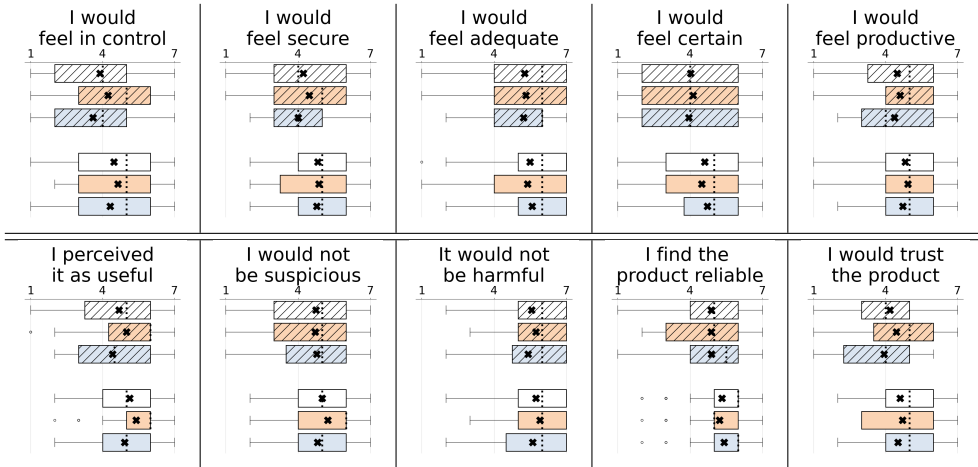 I would
feel in control
1 4 7
I would
feel secure
1 4 7
I would
feel adequate
1 4 7
I would
feel certain
1 4 7
I would
feel productive
1 4 7
I perceived
it as useful
1 4 7
I would not
be suspicious
1 4 7
It would not
be harmful
1 4 7
I find the
product reliable
1 4 7
I would trust
the product
1 4 7